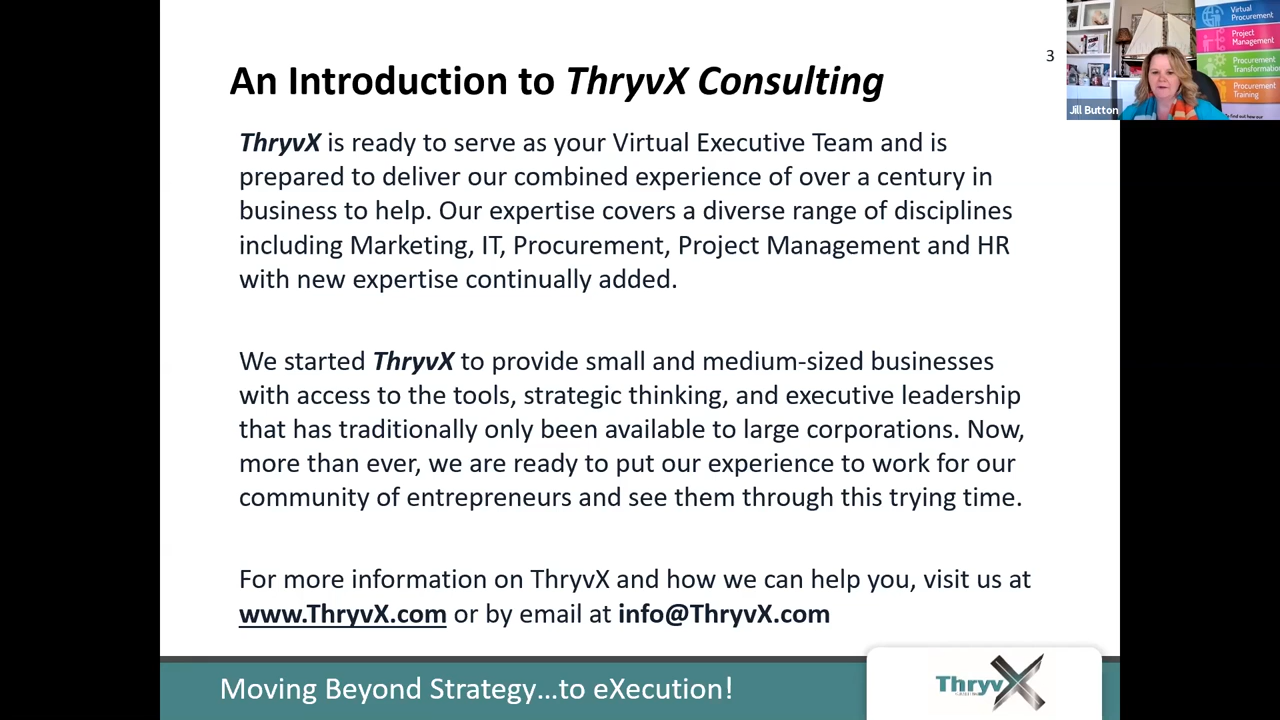 An Introduction to ThryvX Consulting
3
ThryvX is ready to serve as your Virtual Executive Team and is
prepared to deliver our combined experience of over a century in
business to help. Our expertise covers a diverse range of disciplines
including Marketing, IT, Procurement, Project Management and HR
with new expertise continually added.
We started ThryvX to provide small and medium-sized businesses
with access to the tools, strategic thinking, and executive leadership
that has traditionally only been available to large corporations. Now,
more than ever, we are ready to put our experience to work for our
community of entrepreneurs and see them through this trying time.
For more information on ThryvX and how we can help you, visit us at
www.ThryvX.com or by email at info@ThryvX.com
Moving Beyond Strategy...to eXecution!
ThryvX
Virtual
Procurement
Project
Management
Procurement
Transformatio
Procurement
Training
find out how our
Jill Button